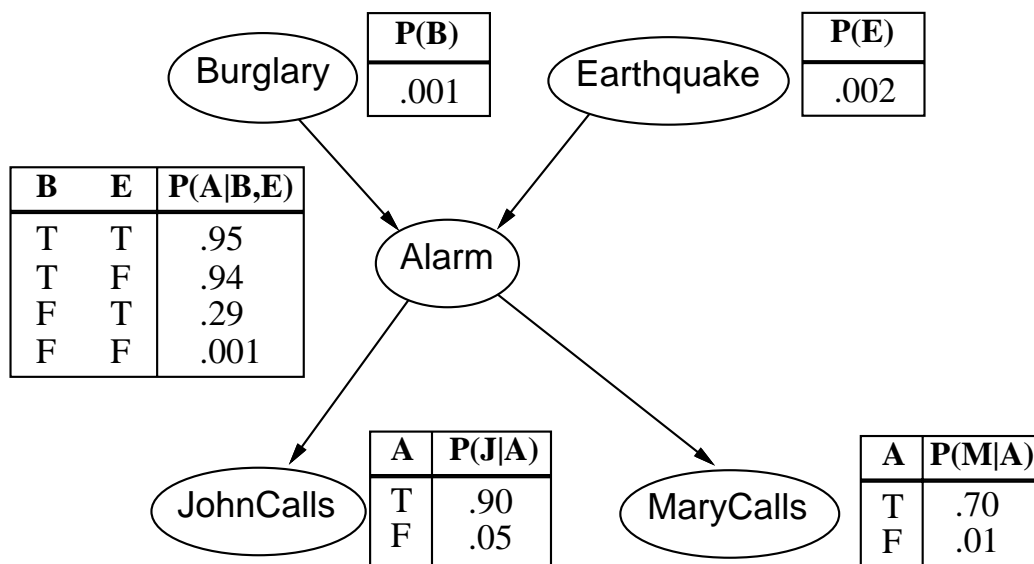 P(B)
Burglary
.001
P(E)
Earthquake
.002
B E P(A|B,E)
T T .95
T F .94
F T .29
F F .001
Alarm
JohnCalls
A P(J|A)
T .90
F .05
MaryCalls
A P(M|A)
T .70
F .01